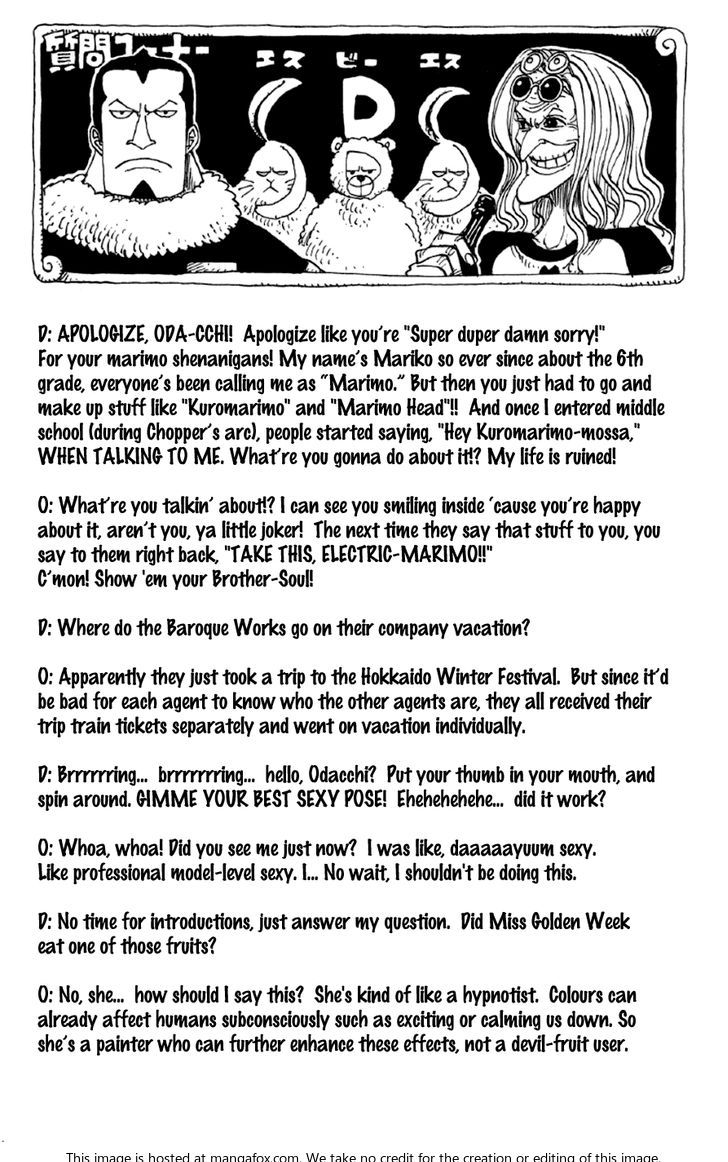 質問コーナー
エス ビー エス
D
D: APOLOGIZE, ODA-CCHI! Apologize like you're "Super duper damn sorry!"
For your marimo shenanigans! My name's Mariko so ever since about the 6th
grade, everyone's been calling me as "Marimo." But then you just had to go and
make up stuff like "Kuromarimo" and "Marimo Head"!! And once I entered middle
school (during Chopper's arc), people started saying, "Hey Kuromarimo-mossa,"
WHEN TALKING TO ME. What're you gonna do about it!? My life is ruined!
O: What're you talkin' about!? I can see you smiling inside 'cause you're happy
about it, aren't you, ya little joker! The next time they say that stuff to you, you
say to them right back, "TAKE THIS, ELECTRIC-MARIMO!!"
C'mon! Show 'em your Brother-Soul!
D: Where do the Baroque Works go on their company vacation?
O: Apparently they just took a trip to the Hokkaido Winter Festival. But since it'd
be bad for each agent to know who the other agents are, they all received their
trip train tickets separately and went on vacation individually.
D: Brrrrrring... brrrrrrring... hello, Odacchi? Put your thumb in your mouth, and
spin around. GIMME YOUR BEST SEXY POSE! Ehehehehehe... did it work?
O: Whoa, whoa! Did you see me just now? I was like, daaaaayuum sexy.
Like professional model-level sexy. I... No wait, I shouldn't be doing this.
D: No time for introductions, just answer my question. Did Miss Golden Week
eat one of those fruits?
O: No, she... how should I say this? She's kind of like a hypnotist. Colours can
already affect humans subconsciously such as exciting or calming us down. So
she's a painter who can further enhance these effects, not a devil-fruit user.
This image is hosted at mangafox.com. We take no credit for the creation or editing of this image.